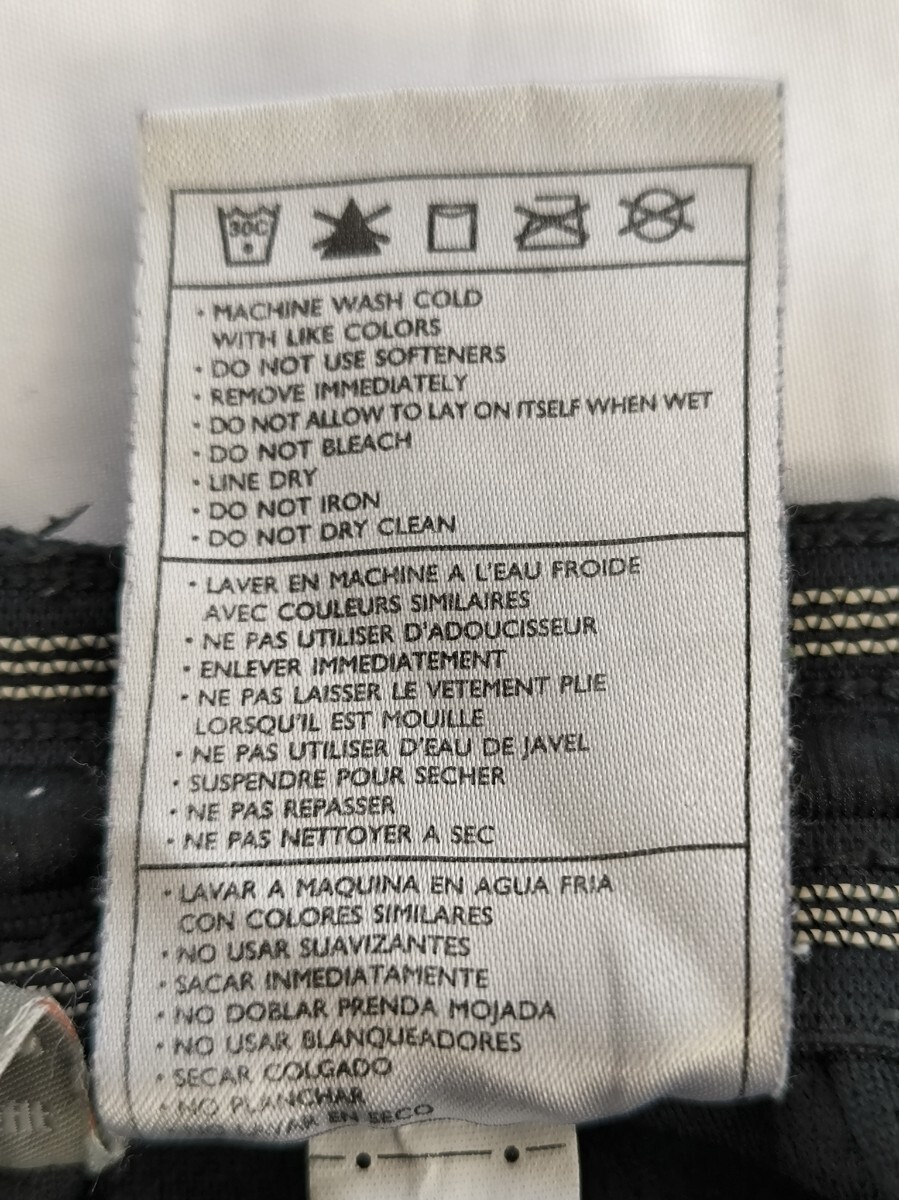 30C
• MACHINE WASH COLD
WITH LIKE COLORS
• DO NOT USE SOFTENERS
• REMOVE IMMEDIATELY
• DO NOT ALLOW TO LAY ON ITSELF WHEN WET
• DO NOT BLEACH
• LINE DRY
• DO NOT IRON
• DO NOT DRY CLEAN
• LAVER EN MACHINE A L'EAU FROIDE
AVEC COULEURS SIMILAIRES
• NE PAS UTILISER D'ADOUCISSEUR
• ENLEVER IMMEDIATEMENT
• NE PAS LAISSER LE VETEMENT PLIE
LORSQU'IL EST MOUILLE
• NE PAS UTILISER D'EAU DE JAVEL
• SUSPENDRE POUR SECHER
• NE PAS REPASSER
• NE PAS NETTOYER A SEC
• LAVAR A MAQUINA EN AGUA FRIA
CON COLORES SIMILARES
• NO USAR SUAVIZANTES
• SACAR INMEDIATAMENTE
• NO DOBLAR PRENDA MOJADA
• NO USAR BLANQUEADORES
• SECAR COLGADO
• NO PLANCHAR
LAVAR EN SECO
fit